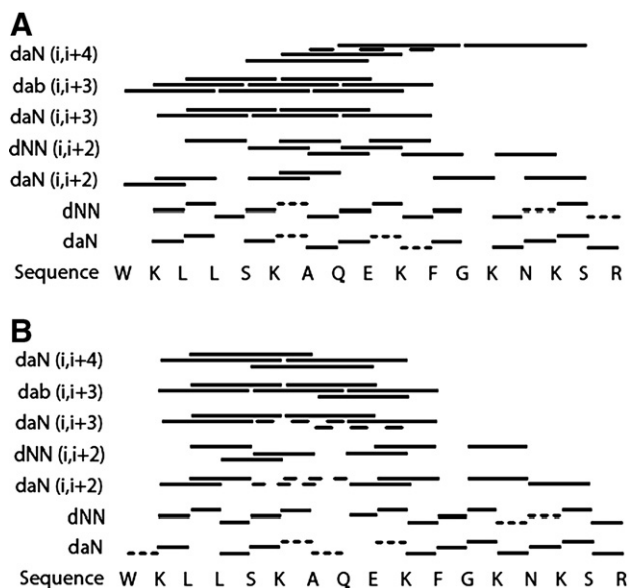 A
daN (i,i+4)
dab (i,i+3)
daN (i,i+3)
dNN (i,i+2)
daN (i,i+2)
dNN
daN
Sequence W K L L S K A Q E K F G K N K S R
B
daN (i,i+4)
dab (i,i+3)
daN (i,i+3)
dNN (i,i+2)
daN (i,i+2)
dNN
daN
Sequence W K L L S K A Q E K F G K N K S R